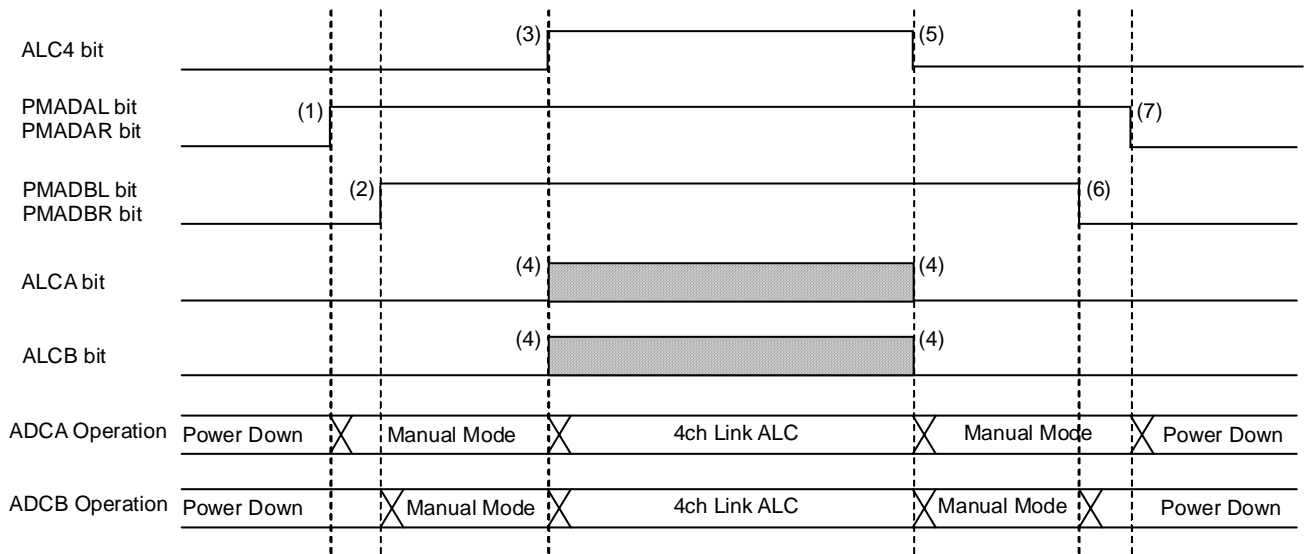 ALC4 bit
(3)
(5)
PMADAL bit
PMADAR bit
(1)
(7)
PMADBL bit
PMADBR bit
(2)
(6)
ALCA bit
(4)
(4)
ALCB bit
(4)
(4)
ADCA Operation Power Down Manual Mode 4ch Link ALC Manual Mode Power Down
ADCB Operation Power Down Manual Mode 4ch Link ALC Manual Mode Power Down